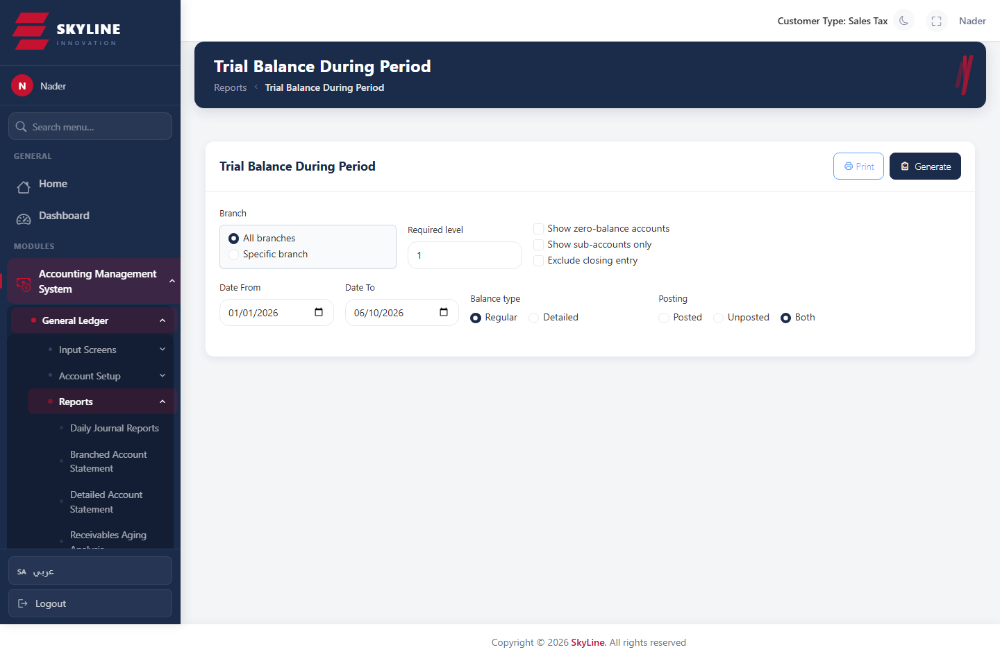 SKYLINE
INNOVATION
N Nader
Search menu...
GENERAL
Home
Dashboard
MODULES
Accounting Management
System
General Ledger
Input Screens
Account Setup
Reports
Daily Journal Reports
Branched Account
Statement
Detailed Account
Statement
Receivables Aging
Analysis
SA عربي
Logout
Customer Type: Sales Tax
Nader
Trial Balance During Period
Reports < Trial Balance During Period
Trial Balance During Period
Print
Generate
Branch
All branches
Specific branch
Required level
1
Show zero-balance accounts
Show sub-accounts only
Exclude closing entry
Date From
01/01/2026
Date To
06/10/2026
Balance type
Regular Detailed
Posting
Posted Unposted Both
Copyright © 2026 SkyLine. All rights reserved